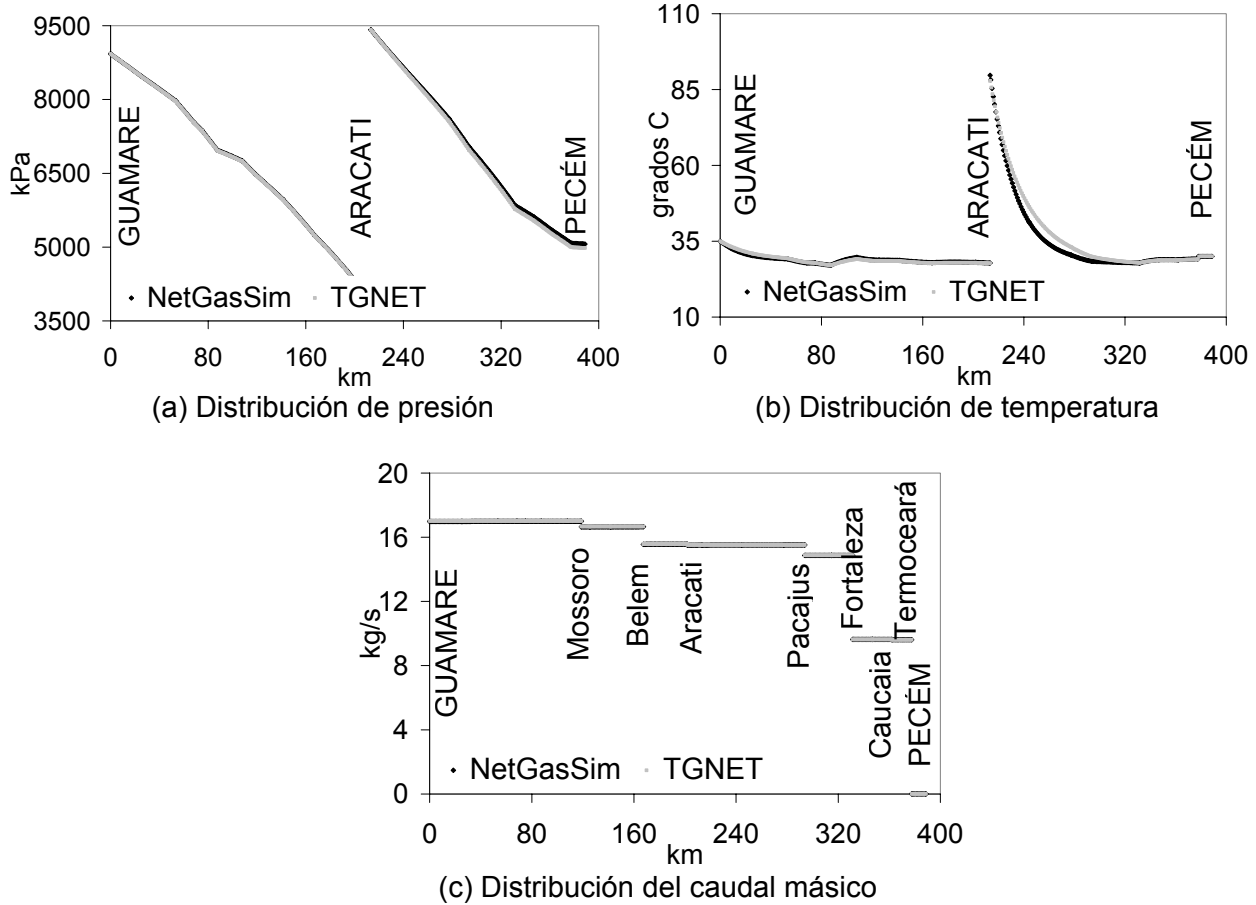 9500
8000
6500
5000
3500
kPa
GUAMARE
ARACATI
PECÉM
NetGasSim TGNET
0 80 160 240 320 400
km
(a) Distribución de presión
110
85
60
35
10
grados C
GUAMARE
ARACATI
PECÉM
NetGasSim TGNET
0 80 160 240 320 400
km
(b) Distribución de temperatura
20
16
12
8
4
0
kg/s
GUAMARE
Mossoro
Belem
Aracati
Pacajus
Fortaleza
Caucaia
Termoceará
PECÉM
NetGasSim TGNET
0 80 160 240 320 400
km
(c) Distribución del caudal másico